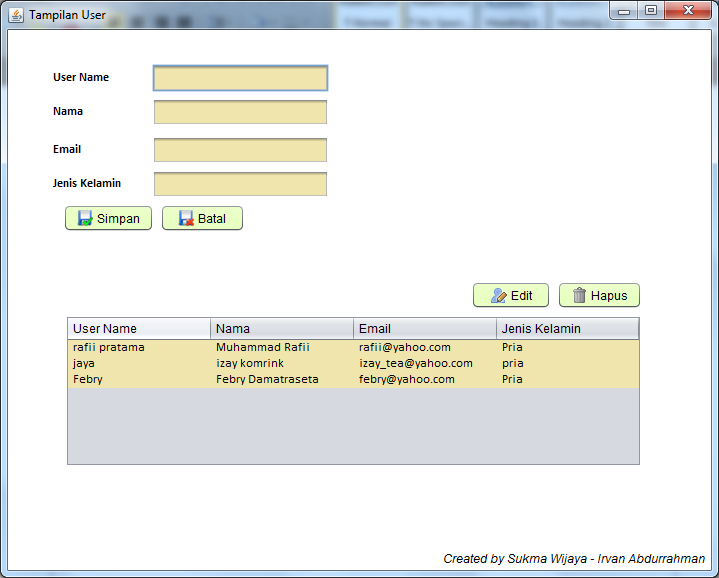 Tampilan User
User Name
Nama
Email
Jenis Kelamin
Simpan Batal
Edit Hapus
User Name Nama Email Jenis Kelamin
rafii pratama Muhammad Rafii rafii@yahoo.com Pria
jaya izay komrink izay_tea@yahoo.com pria
Febry Febry Damatraseta febry@yahoo.com Pria
Created by Sukma Wijaya - Irvan Abdurrahman